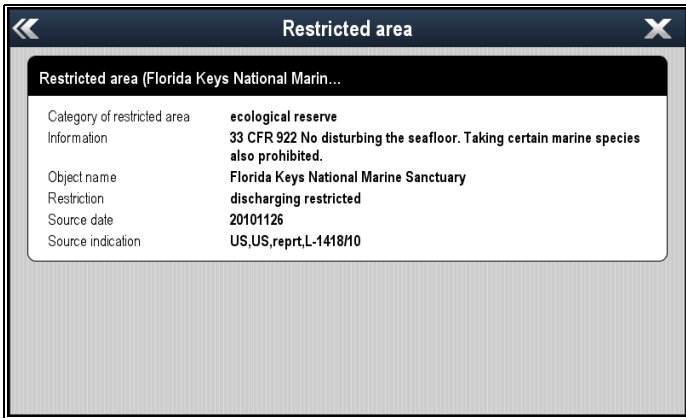 Restricted area
Restricted area (Florida Keys National Marin...
Category of restricted area ecological reserve
Information 33 CFR 922 No disturbing the seafloor. Taking certain marine species
also prohibited.
Object name Florida Keys National Marine Sanctuary
Restriction discharging restricted
Source date 20101126
Source indication US,US,reprt,L-1418/10